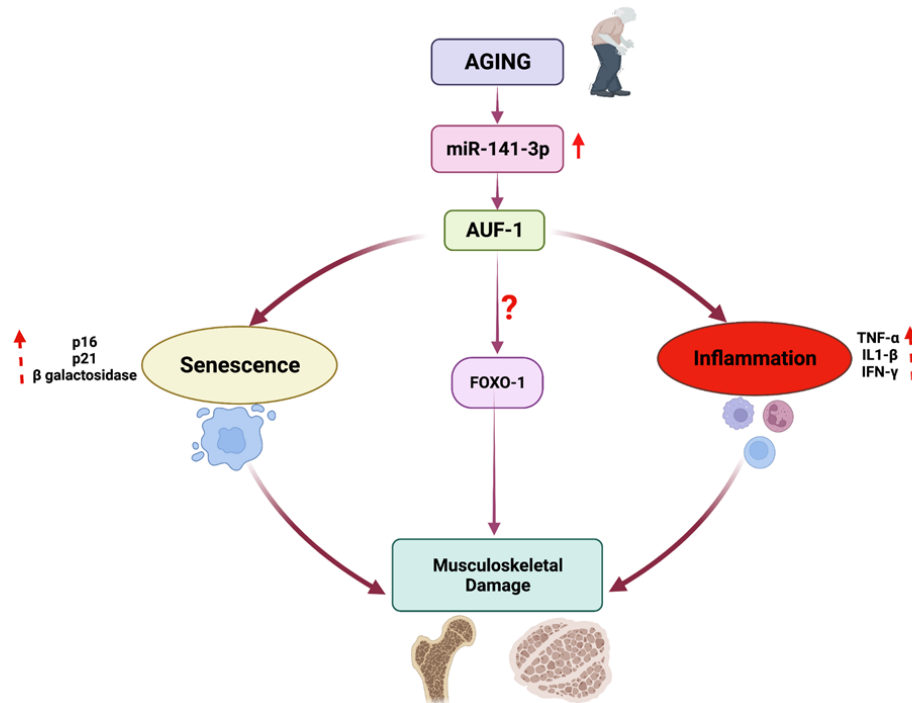 AGING
miR-141-3p
AUF-1
?
p16
p21
β galactosidase
Senescence
FOXO-1
Inflammation
TNF-α
IL1-β
IFN-γ
Musculoskeletal
Damage